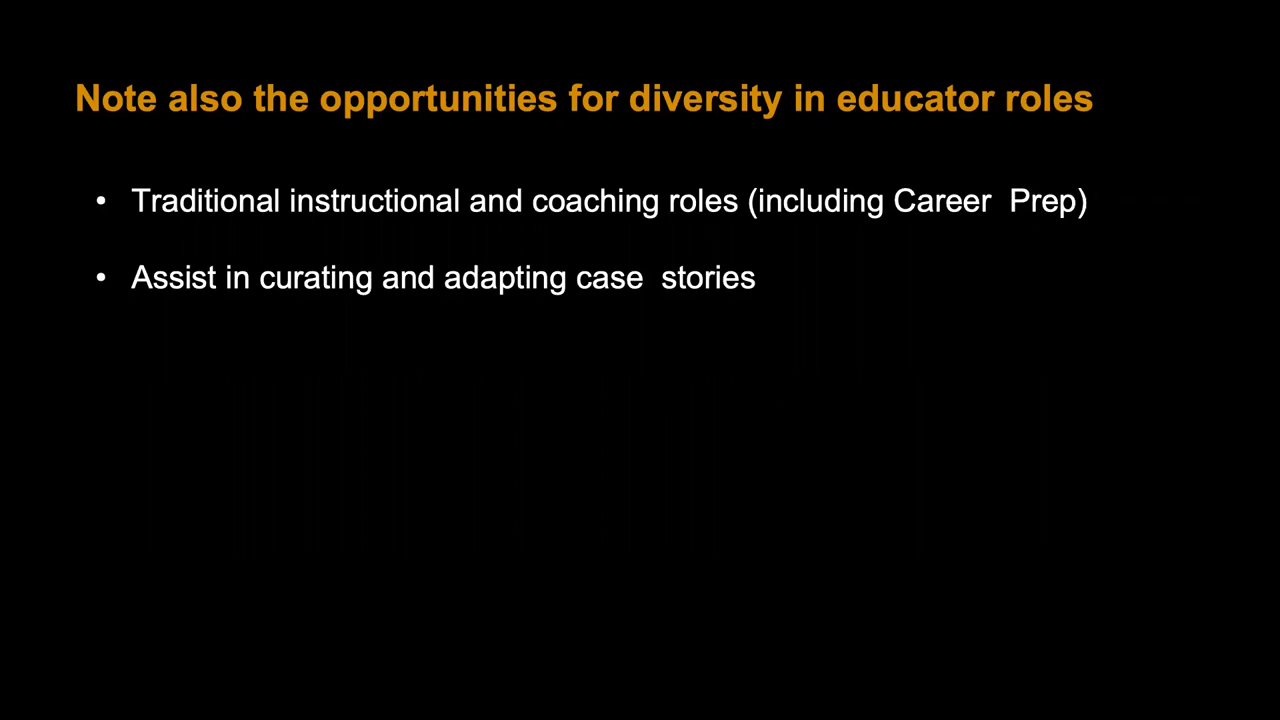 Note also the opportunities for diversity in educator roles
• Traditional instructional and coaching roles (including Career  Prep)
• Assist in curating and adapting case  stories